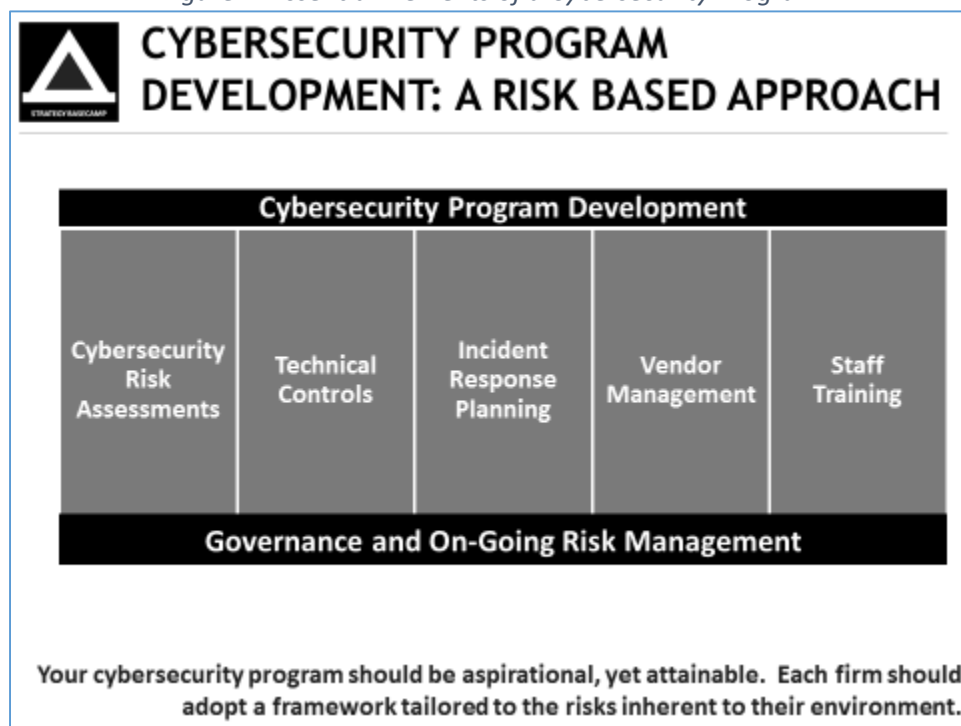 CYBERSECURITY PROGRAM
DEVELOPMENT: A RISK BASED APPROACH
STRATEGY BASECAMP
Cybersecurity Program Development
Cybersecurity
Risk
Assessments
Technical
Controls
Incident
Response
Planning
Vendor
Management
Staff
Training
Governance and On-Going Risk Management
Your cybersecurity program should be aspirational, yet attainable. Each firm should
adopt a framework tailored to the risks inherent to their environment.